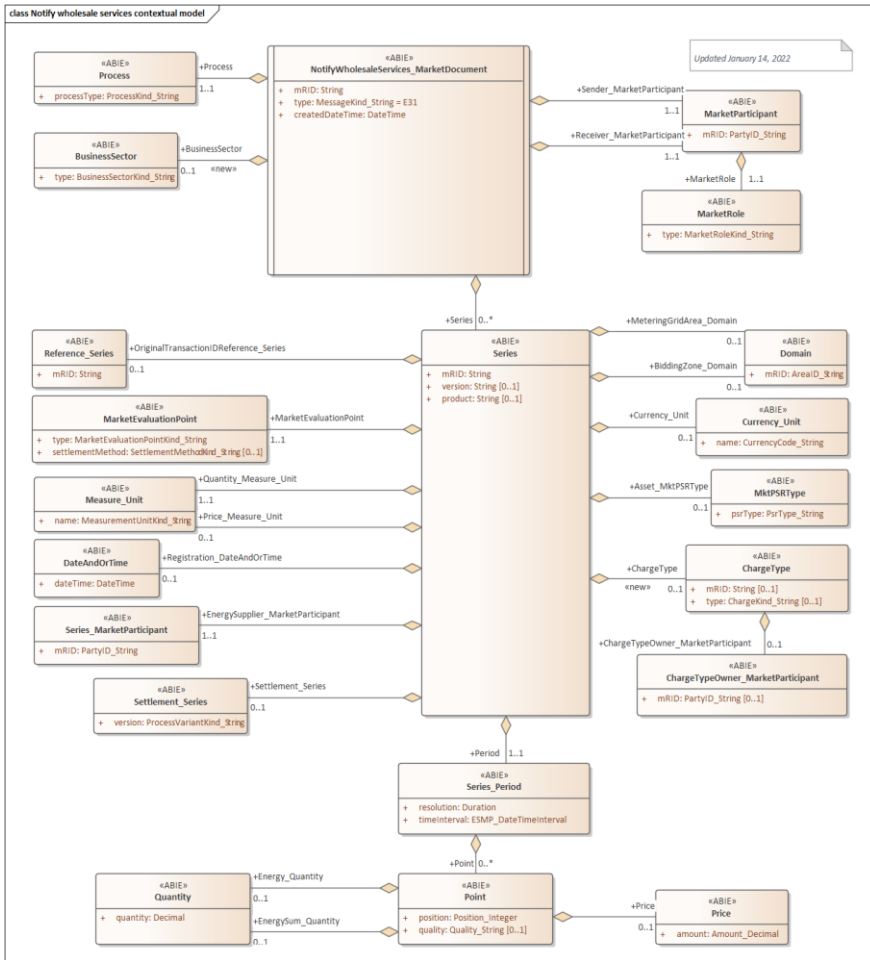 class Notify wholesale services contextual model
Updated January 14, 2022
«ABIE»
NotifyWholesaleServices_MarketDocument
+ mRID: String
+ type: MessageKind_String = E31
+ createdDateTime: DateTime
«ABIE»
Process
+ processType: ProcessKind_String
+Process
1..1
«ABIE»
BusinessSector
+ type: BusinessSectorKind_String
+BusinessSector
0..1
«new»
+Sender_MarketParticipant
1..1
+Receiver_MarketParticipant
1..1
«ABIE»
MarketParticipant
+ mRID: PartyID_String
+MarketRole
1..1
«ABIE»
MarketRole
+ type: MarketRoleKind_String
+Series
0..*
«ABIE»
Series
+ mRID: String
+ version: String [0..1]
+ product: String [0..1]
«ABIE»
Reference_Series
+ mRID: String
+OriginalTransactionIDReference_Series
0..1
«ABIE»
MarketEvaluationPoint
+ type: MarketEvaluationPointKind_String
+ settlementMethod: SettlementMethodKind_String [0..1]
+MarketEvaluationPoint
1..1
«ABIE»
Measure_Unit
+ name: MeasurementUnitKind_String
+Quantity_Measure_Unit
1..1
+Price_Measure_Unit
0..1
«ABIE»
DateAndOrTime
+ dateTime: DateTime
+Registration_DateAndOrTime
0..1
«ABIE»
Series_MarketParticipant
+ mRID: PartyID_String
+EnergySupplier_MarketParticipant
1..1
«ABIE»
Settlement_Series
+ version: ProcessVariantKind_String
+Settlement_Series
0..1
+MeteringGridArea_Domain
0..1
+BiddingZone_Domain
0..1
«ABIE»
Domain
+ mRID: AreaID_String
+Currency_Unit
0..1
«ABIE»
Currency_Unit
+ name: CurrencyCode_String
+Asset_MktPSRType
0..1
«ABIE»
MktPSRType
+ psrType: PsrType_String
+ChargeType
«new»
0..1
«ABIE»
ChargeType
+ mRID: String [0..1]
+ type: ChargeKind_String [0..1]
+ChargeTypeOwner_MarketParticipant
0..1
«ABIE»
ChargeTypeOwner_MarketParticipant
+ mRID: PartyID_String [0..1]
+Period
1..1
«ABIE»
Series_Period
+ resolution: Duration
+ timeInterval: ESMP_DateTimeInterval
+Point
0..*
«ABIE»
Point
+ position: Position_Integer
+ quality: Quality_String [0..1]
«ABIE»
Quantity
+ quantity: Decimal
+Energy_Quantity
0..1
+EnergySum_Quantity
0..1
+Price
0..1
«ABIE»
Price
+ amount: Amount_Decimal